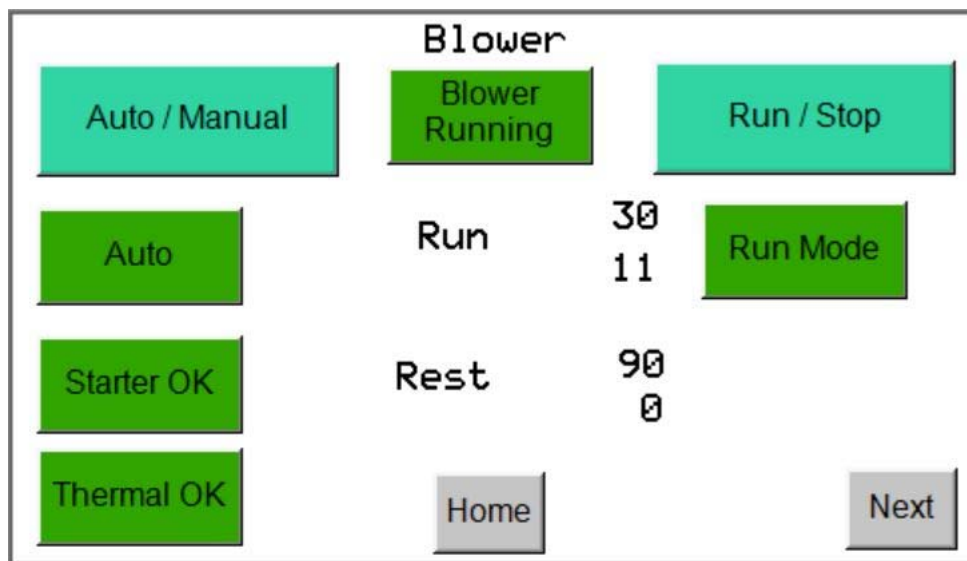 Blower
Auto / Manual
Blower
Running
Run / Stop
Auto
Run
30
11
Run Mode
Starter OK
Rest
90
0
Thermal OK
Home
Next